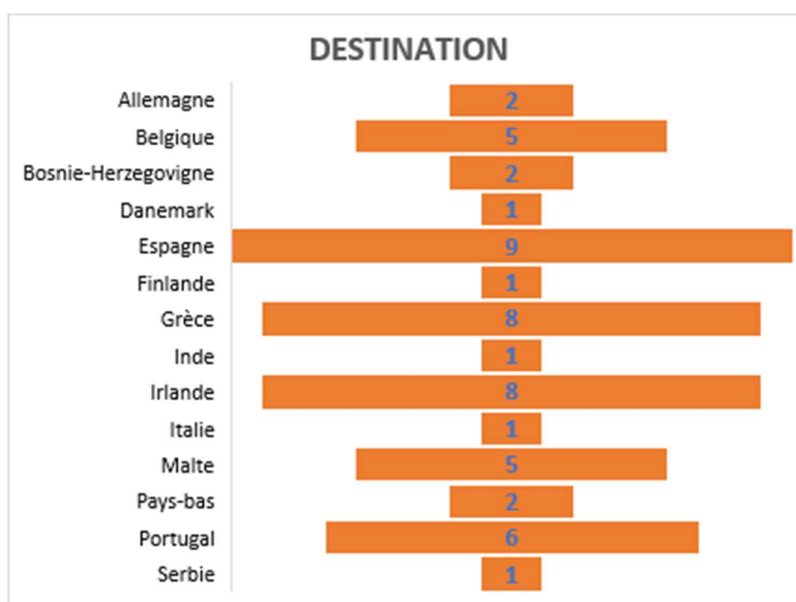 DESTINATION
Allemagne 2
Belgique 5
Bosnie-Herzegovigne 2
Danemark 1
Espagne 9
Finlande 1
Grèce 8
Inde 1
Irlande 8
Italie 1
Malte 5
Pays-bas 2
Portugal 6
Serbie 1